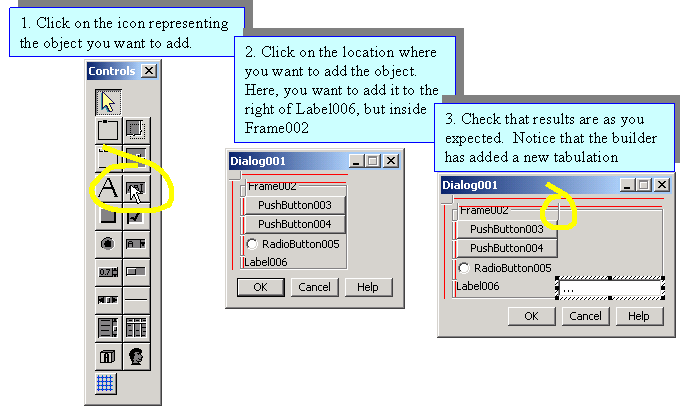 1. Click on the icon representing
the object you want to add.
2. Click on the location where
you want to add the object.
Here, you want to add it to the
right of Label006, but inside
Frame002
3. Check that results are as you
expected. Notice that the builder
has added a new tabulation
Controls
A
0.7
Dialog001
Frame002
PushButton003
PushButton004
RadioButton005
Label006
OK Cancel Help
Dialog001
Frame002
PushButton003
PushButton004
RadioButton005
Label006 ...
OK Cancel Help